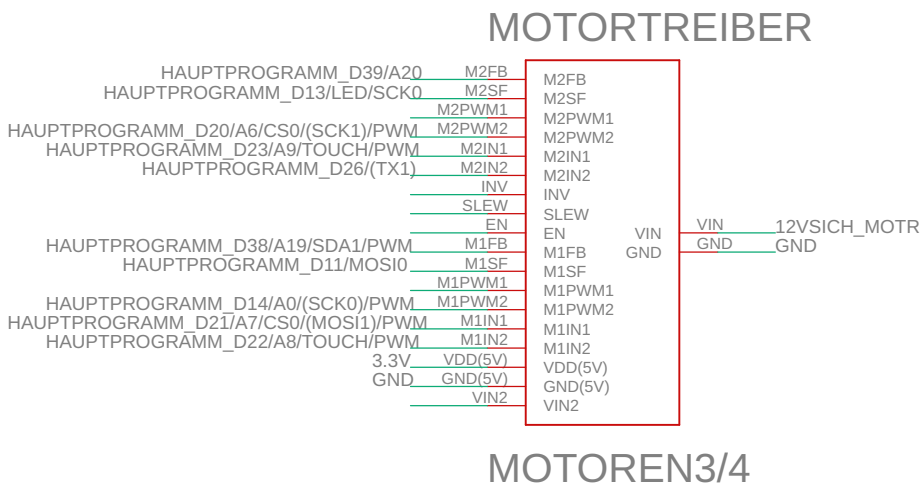 MOTORTREIBER
HAUPTPROGRAMM_D39/A20 M2FB M2FB
HAUPTPROGRAMM_D13/LED/SCK0 M2SF M2SF
M2PWM1 M2PWM1
HAUPTPROGRAMM_D20/A6/CS0/(SCK1)/PWM M2PWM2 M2PWM2
HAUPTPROGRAMM_D23/A9/TOUCH/PWM M2IN1 M2IN1
HAUPTPROGRAMM_D26/(TX1) M2IN2 M2IN2
INV INV
SLEW SLEW
EN EN VIN VIN 12VSICH_MOTR
HAUPTPROGRAMM_D38/A19/SDA1/PWM M1FB M1FB GND GND GND
HAUPTPROGRAMM_D11/MOSI0 M1SF M1SF
M1PWM1 M1PWM1
HAUPTPROGRAMM_D14/A0/(SCK0)/PWM M1PWM2 M1PWM2
HAUPTPROGRAMM_D21/A7/CS0/(MOSI1)/PWM M1IN1 M1IN1
HAUPTPROGRAMM_D22/A8/TOUCH/PWM M1IN2 M1IN2
3.3V VDD(5V) VDD(5V)
GND GND(5V) GND(5V)
VIN2 VIN2
MOTOREN3/4